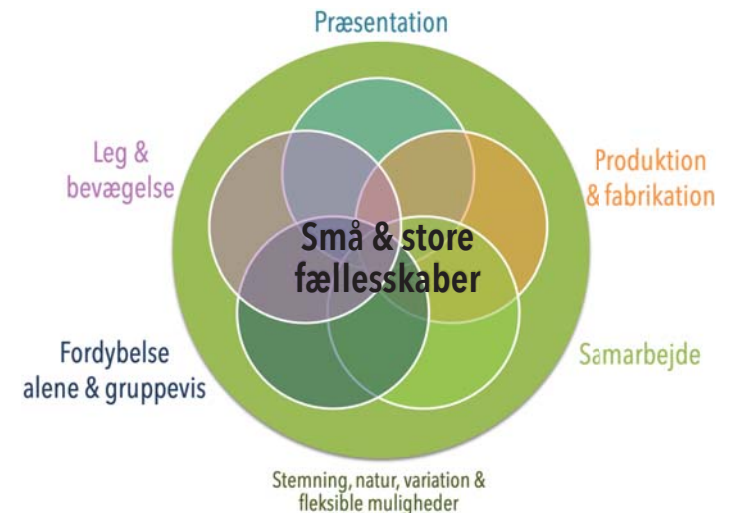 Præsentation
Leg &
bevægelse
Produktion
& fabrikation
Små & store
fællesskaber
Fordybelse
alene & gruppevis
Samarbejde
Stemning, natur, variation &
fleksible muligheder